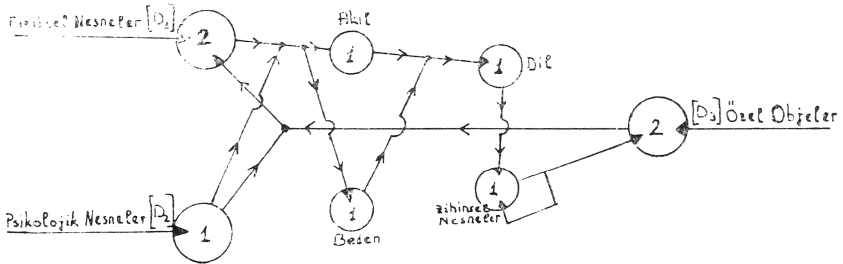 Fiziksel Nesneler [D₁]
2
Akıl
1
1
Dil
2
[D₃] Özel Objeler
Psikolojik Nesneler [D₂]
1
1
Beden
1
Zihinsel
Nesneler